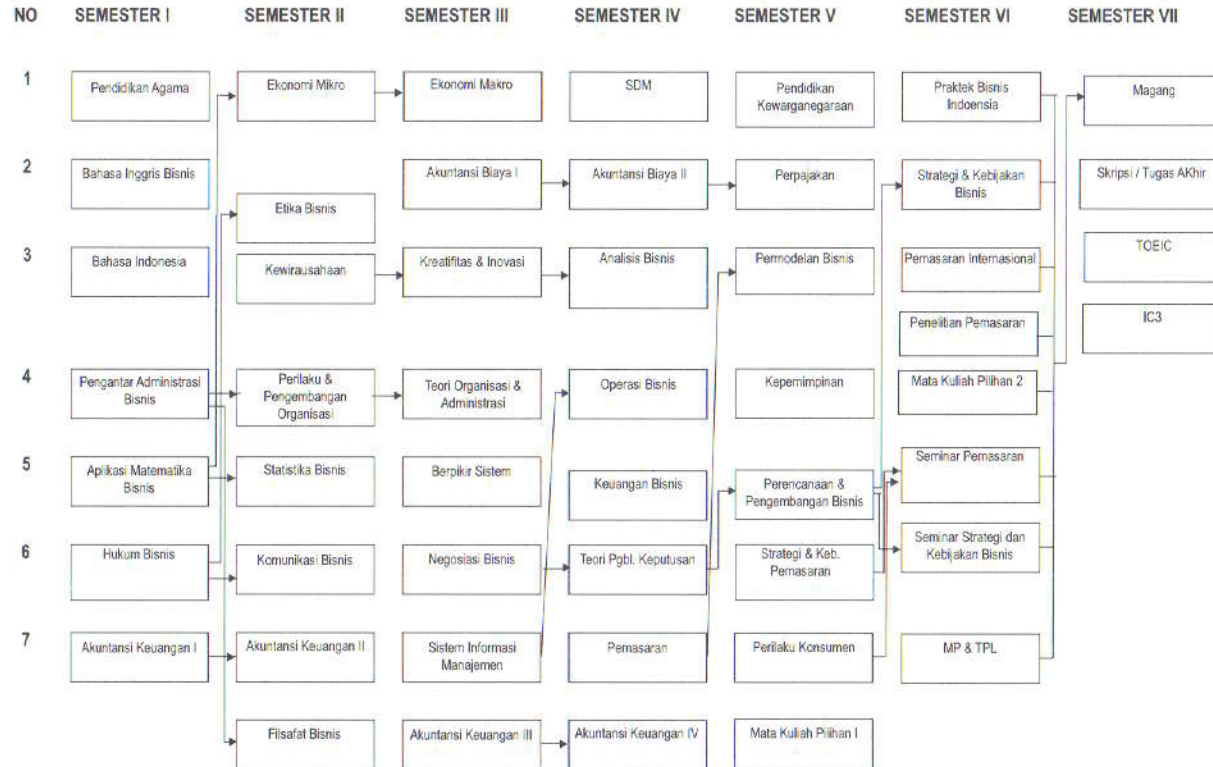 NO SEMESTER I SEMESTER II SEMESTER III SEMESTER IV SEMESTER V SEMESTER VI SEMESTER VII
1
Pendidikan Agama
Ekonomi Mikro
Ekonomi Makro
SDM
Pendidikan
Kewarganegaraan
Praktek Bisnis
Indoensia
Magang
2
Bahasa Inggris Bisnis
Etika Bisnis
Akuntansi Biaya I
Akuntansi Biaya II
Perpajakan
Strategi & Kebijakan
Bisnis
Skripsi / Tugas AKhir
3
Bahasa Indonesia
Kewirausahaan
Kreatifitas & Inovasi
Analisis Bisnis
Permodelan Bisnis
Pemasaran Internasional
TOEIC
Penelitian Pemasaran
IC3
4
Pengantar Administrasi
Bisnis
Perilaku &
Pengembangan
Organisasi
Teori Organisasi &
Administrasi
Operasi Bisnis
Kepemimpinan
Mata Kuliah Pilihan 2
5
Aplikasi Matematika
Bisnis
Statistika Bisnis
Berpikir Sistem
Keuangan Bisnis
Perencanaan &
Pengembangan Bisnis
Seminar Pemasaran
6
Hukum Bisnis
Komunikasi Bisnis
Negosiasi Bisnis
Teori Pgbl. Keputusan
Strategi & Keb.
Pemasaran
Seminar Strategi dan
Kebijakan Bisnis
7
Akuntansi Keuangan I
Akuntansi Keuangan II
Sistem Informasi
Manajemen
Pemasaran
Perilaku Konsumen
MP & TPL
Filsafat Bisnis
Akuntansi Keuangan III
Akuntansi Keuangan IV
Mata Kuliah Pilihan I